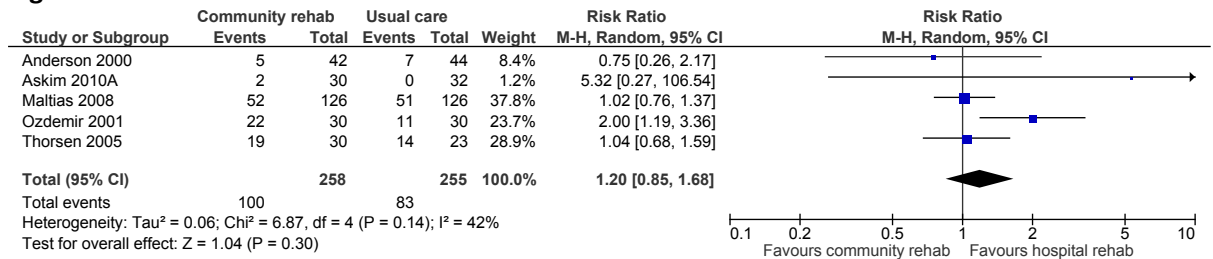 Community rehab Usual care Risk Ratio Risk Ratio
Study or Subgroup Events Total Events Total Weight M-H, Random, 95% CI M-H, Random, 95% CI
Anderson 2000 5 42 7 44 8.4% 0.75 [0.26, 2.17]
Askim 2010A 2 30 0 32 1.2% 5.32 [0.27, 106.54]
Maltias 2008 52 126 51 126 37.8% 1.02 [0.76, 1.37]
Ozdemir 2001 22 30 11 30 23.7% 2.00 [1.19, 3.36]
Thorsen 2005 19 30 14 23 28.9% 1.04 [0.68, 1.59]
Total (95% CI) 258 255 100.0% 1.20 [0.85, 1.68]
Total events 100 83
Heterogeneity: Tau² = 0.06; Chi² = 6.87, df = 4 (P = 0.14); I² = 42%
Test for overall effect: Z = 1.04 (P = 0.30)
0.1 0.2 0.5 1 2 5 10
Favours community rehab Favours hospital rehab